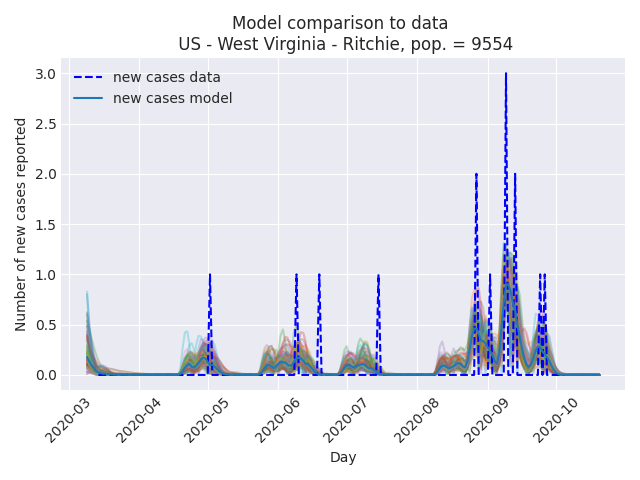 Model comparison to data
US - West Virginia - Ritchie, pop. = 9554
new cases data
new cases model
Number of new cases reported
3.0
2.5
2.0
1.5
1.0
0.5
0.0
2020-03
2020-04
2020-05
2020-06
2020-07
2020-08
2020-09
2020-10
Day